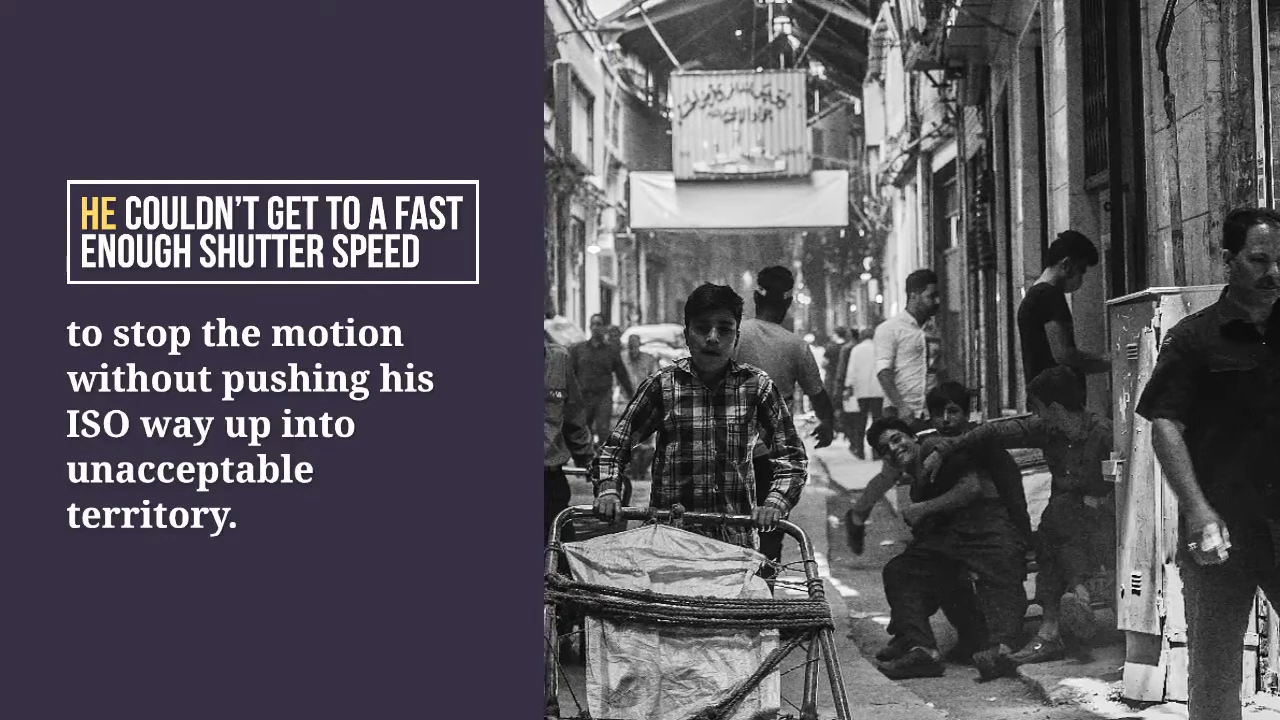 HE COULDN'T GET TO A FAST
ENOUGH SHUTTER SPEED
to stop the motion
without pushing his
ISO way up into
unacceptable
territory.